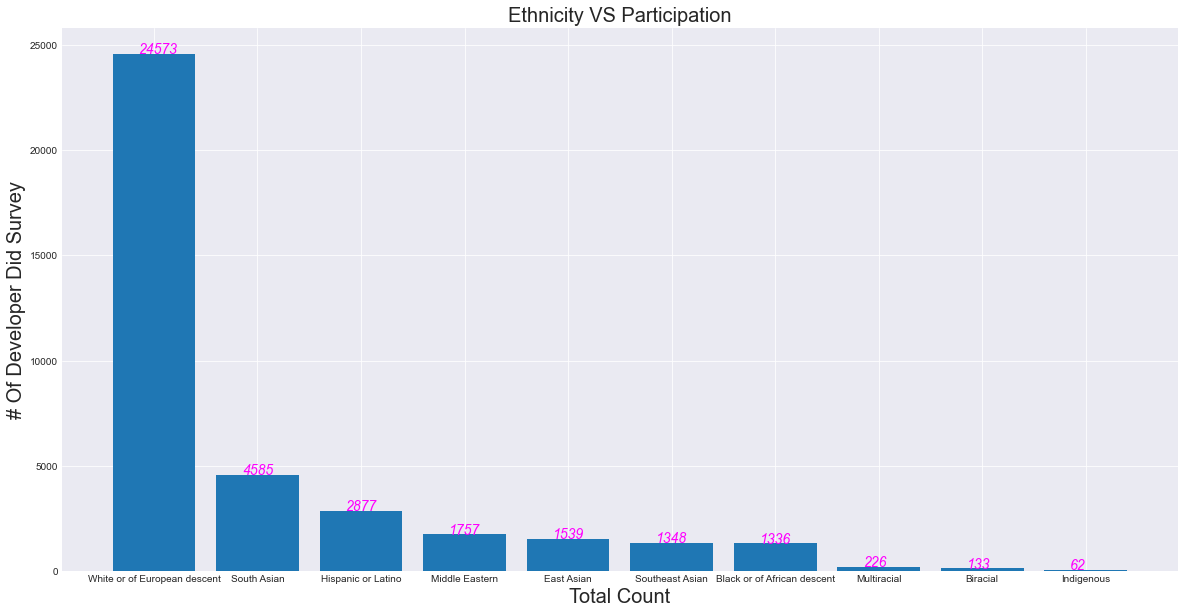 Ethnicity VS Participation
# Of Developer Did Survey
25000
20000
15000
10000
5000
0
24573
4585
2877
1757
1539
1348
1336
226
133
62
White or of European descent
South Asian
Hispanic or Latino
Middle Eastern
East Asian
Southeast Asian
Black or of African descent
Multiracial
Biracial
Indigenous
Total Count